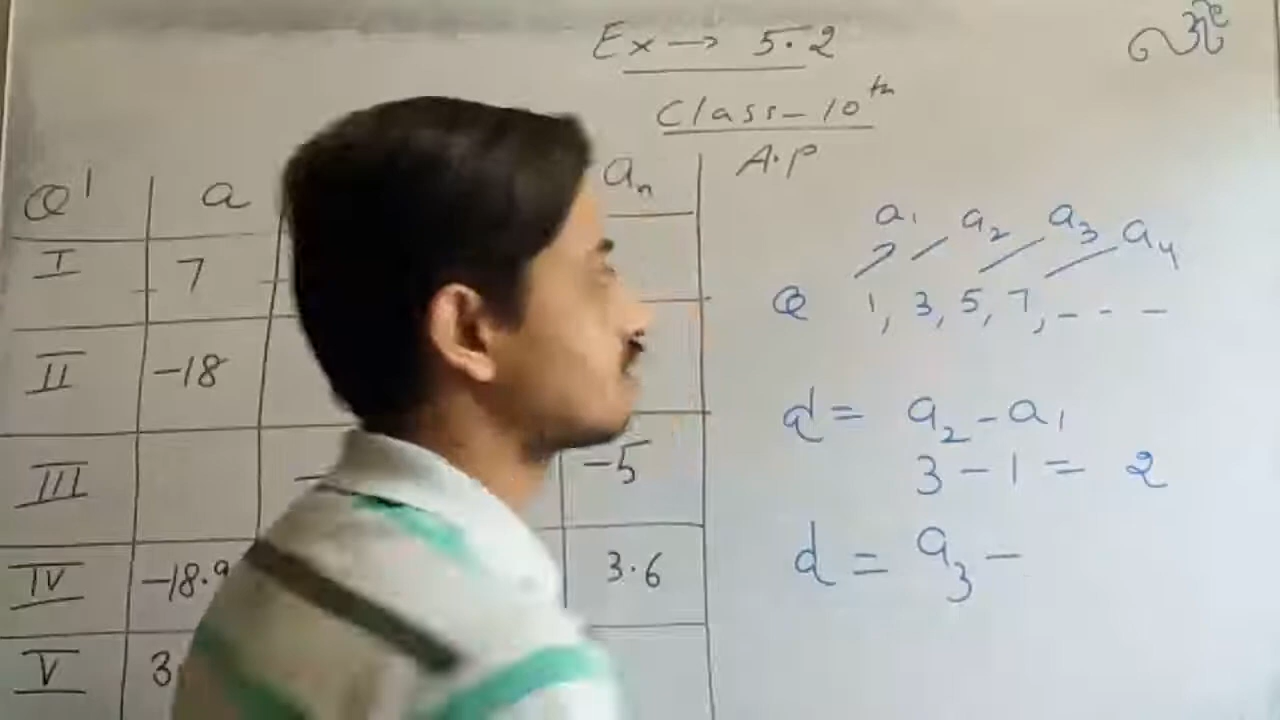 Ex → 5.2
Class-10th
A.P
Q1 a an
I 7
II -18
III -5
IV -18.9 3.6
V 3
a1 a2 a3 a4
Q 1, 3, 5, 7, - - -
d = a2 - a1
3 - 1 = 2
d = a3 -